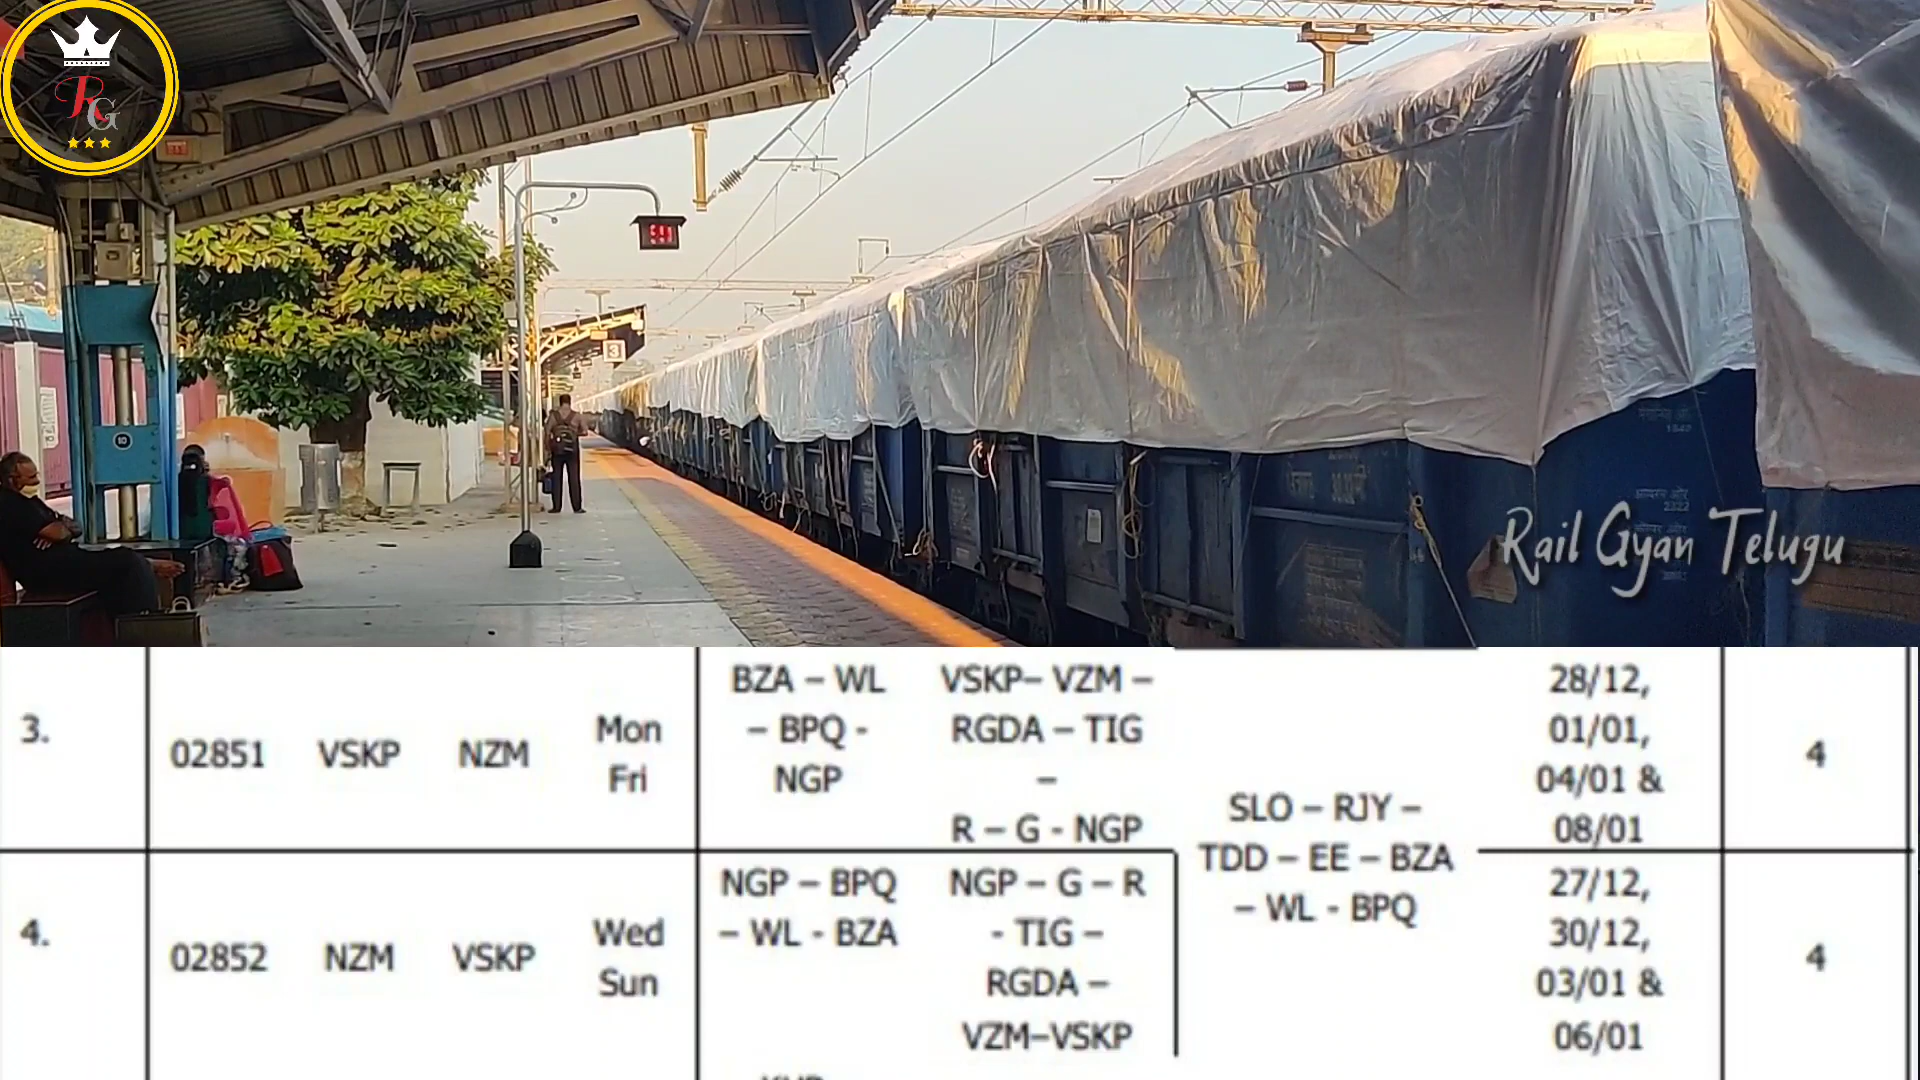 RG
3
10
Rail Gyan Telugu
3.
02851 VSKP NZM
Mon
Fri
BZA – WL
– BPQ -
NGP
VSKP– VZM –
RGDA – TIG
–
R – G - NGP
SLO – RJY –
TDD – EE – BZA
– WL - BPQ
28/12,
01/01,
04/01 &
08/01
4
4.
02852 NZM VSKP
Wed
Sun
NGP – BPQ
– WL - BZA
NGP – G – R
- TIG –
RGDA –
VZM–VSKP
27/12,
30/12,
03/01 &
06/01
4